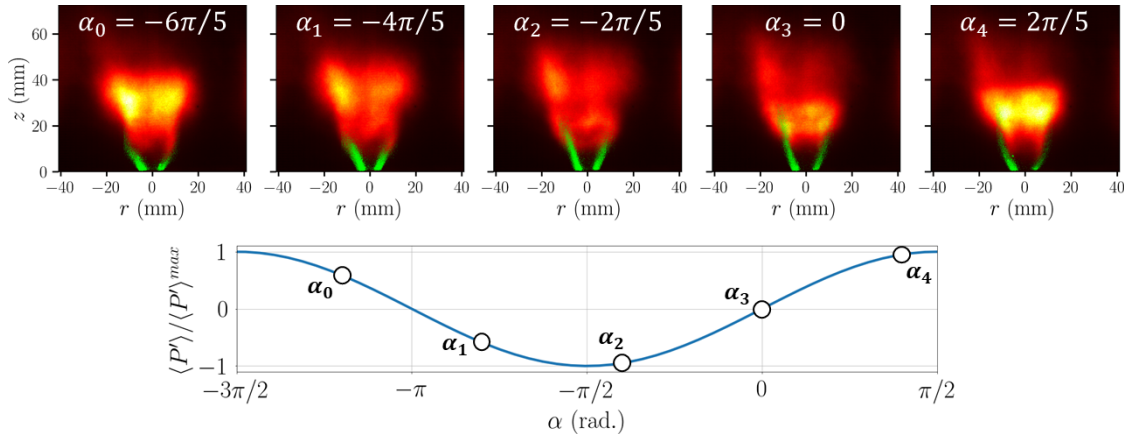 α₀ = −6π/5 α₁ = −4π/5 α₂ = −2π/5 α₃ = 0 α₄ = 2π/5
60
40
20
0
z (mm)
−40 −20 0 20 40 −40 −20 0 20 40 −40 −20 0 20 40 −40 −20 0 20 40 −40 −20 0 20 40
r (mm) r (mm) r (mm) r (mm) r (mm)
⟨P′⟩/⟨P′⟩ᵐᵃˣ
1
0
−1
α₀
α₁
α₂
α₃
α₄
−3π/2 −π −π/2 0 π/2
α (rad.)